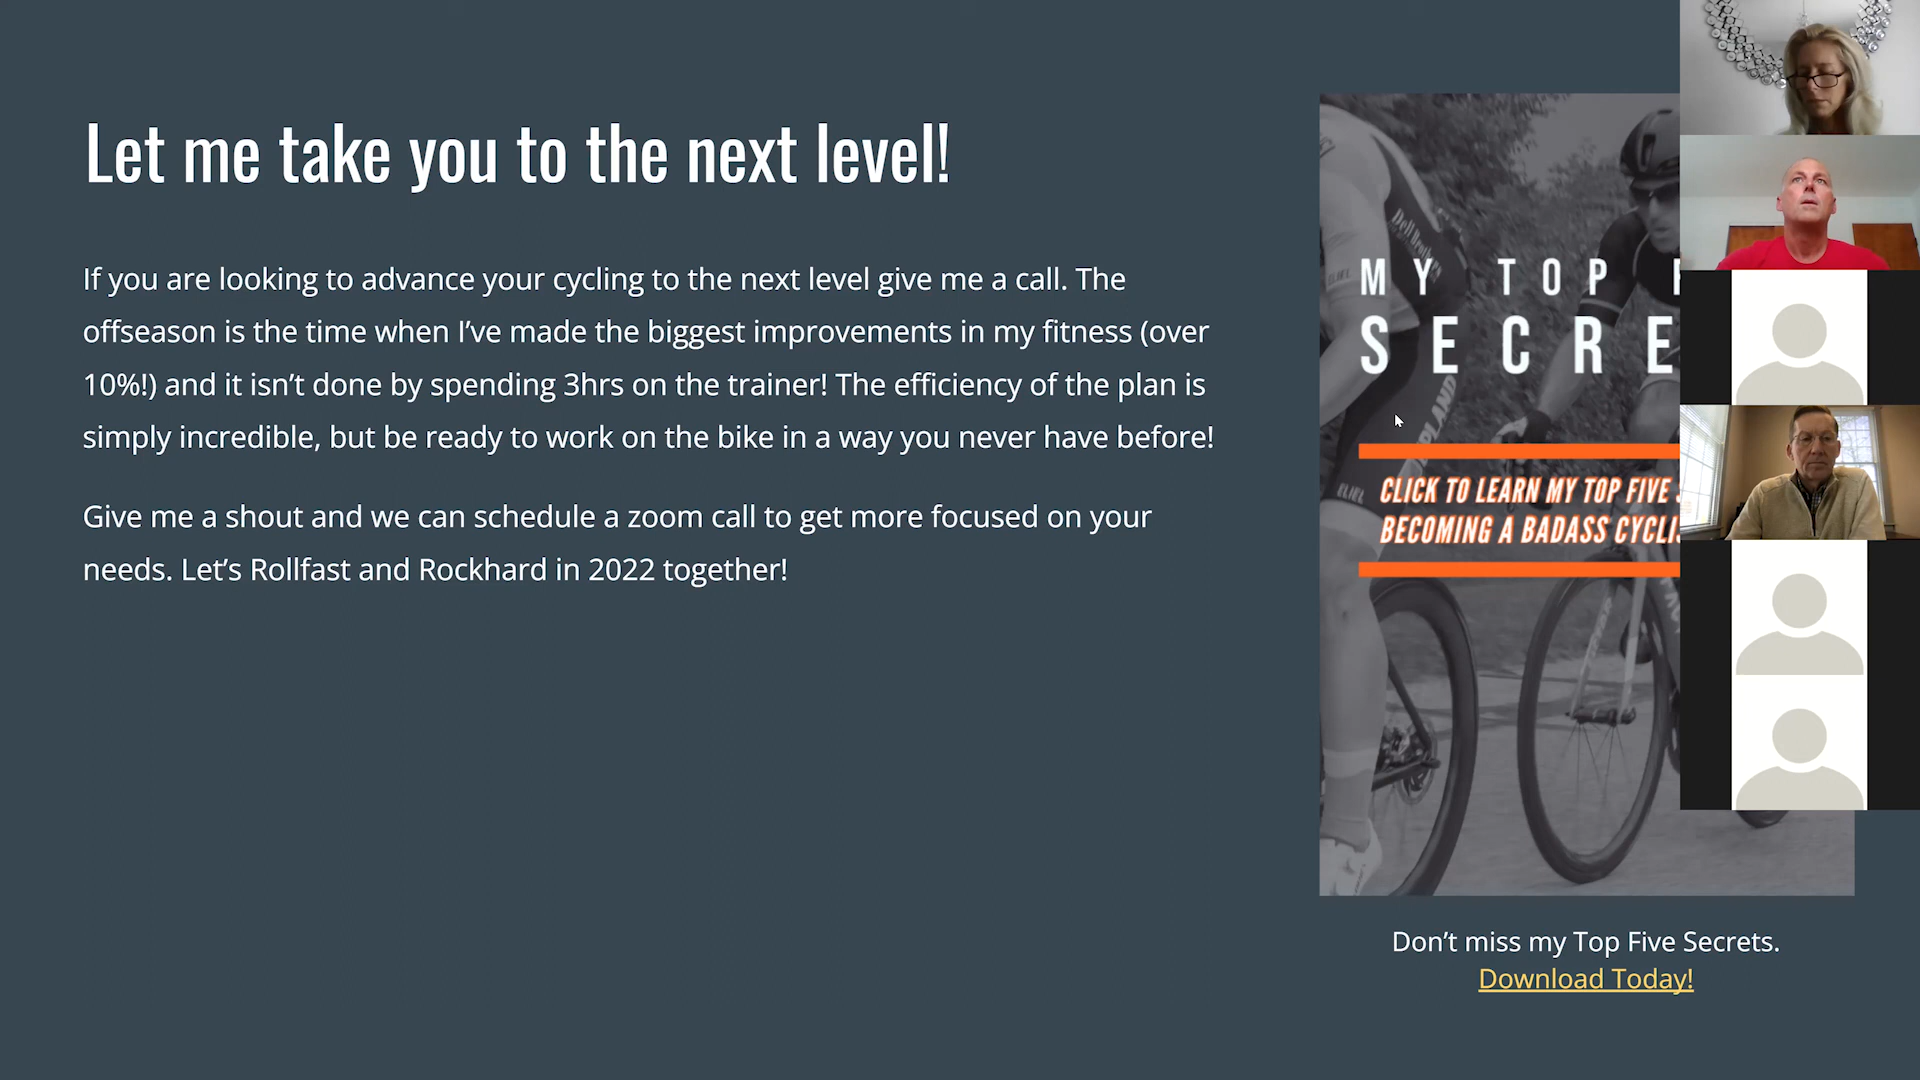 Let me take you to the next level!
If you are looking to advance your cycling to the next level give me a call. The
offseason is the time when I’ve made the biggest improvements in my fitness (over
10%!) and it isn’t done by spending 3hrs on the trainer! The efficiency of the plan is
simply incredible, but be ready to work on the bike in a way you never have before!
Give me a shout and we can schedule a zoom call to get more focused on your
needs. Let’s Rollfast and Rockhard in 2022 together!
MY TOP
SECRE
CLICK TO LEARN MY TOP FIVE
BECOMING A BADASS CYCLIS
ELIEL
Don’t miss my Top Five Secrets.
Download Today!